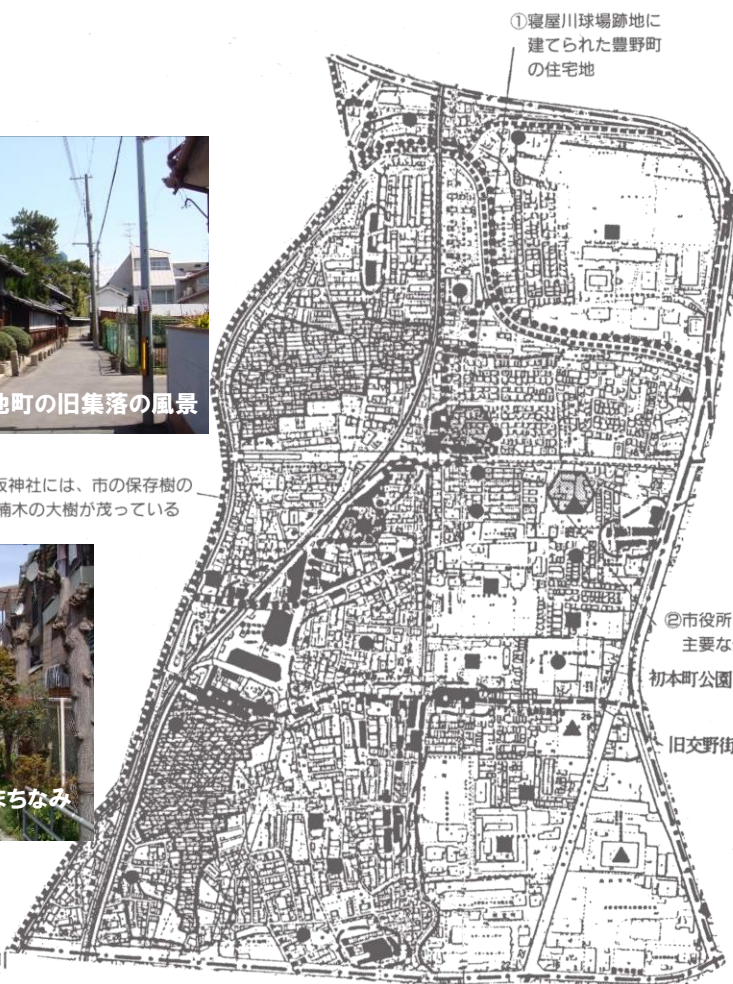 ①寝屋川球場跡地に
建てられた豊野町
の住宅地
町の旧集落の風景
神社には、市の保存樹の
楠木の大樹が茂っている
②市役所
主要な
初本町公園
旧交野街
まちなみ